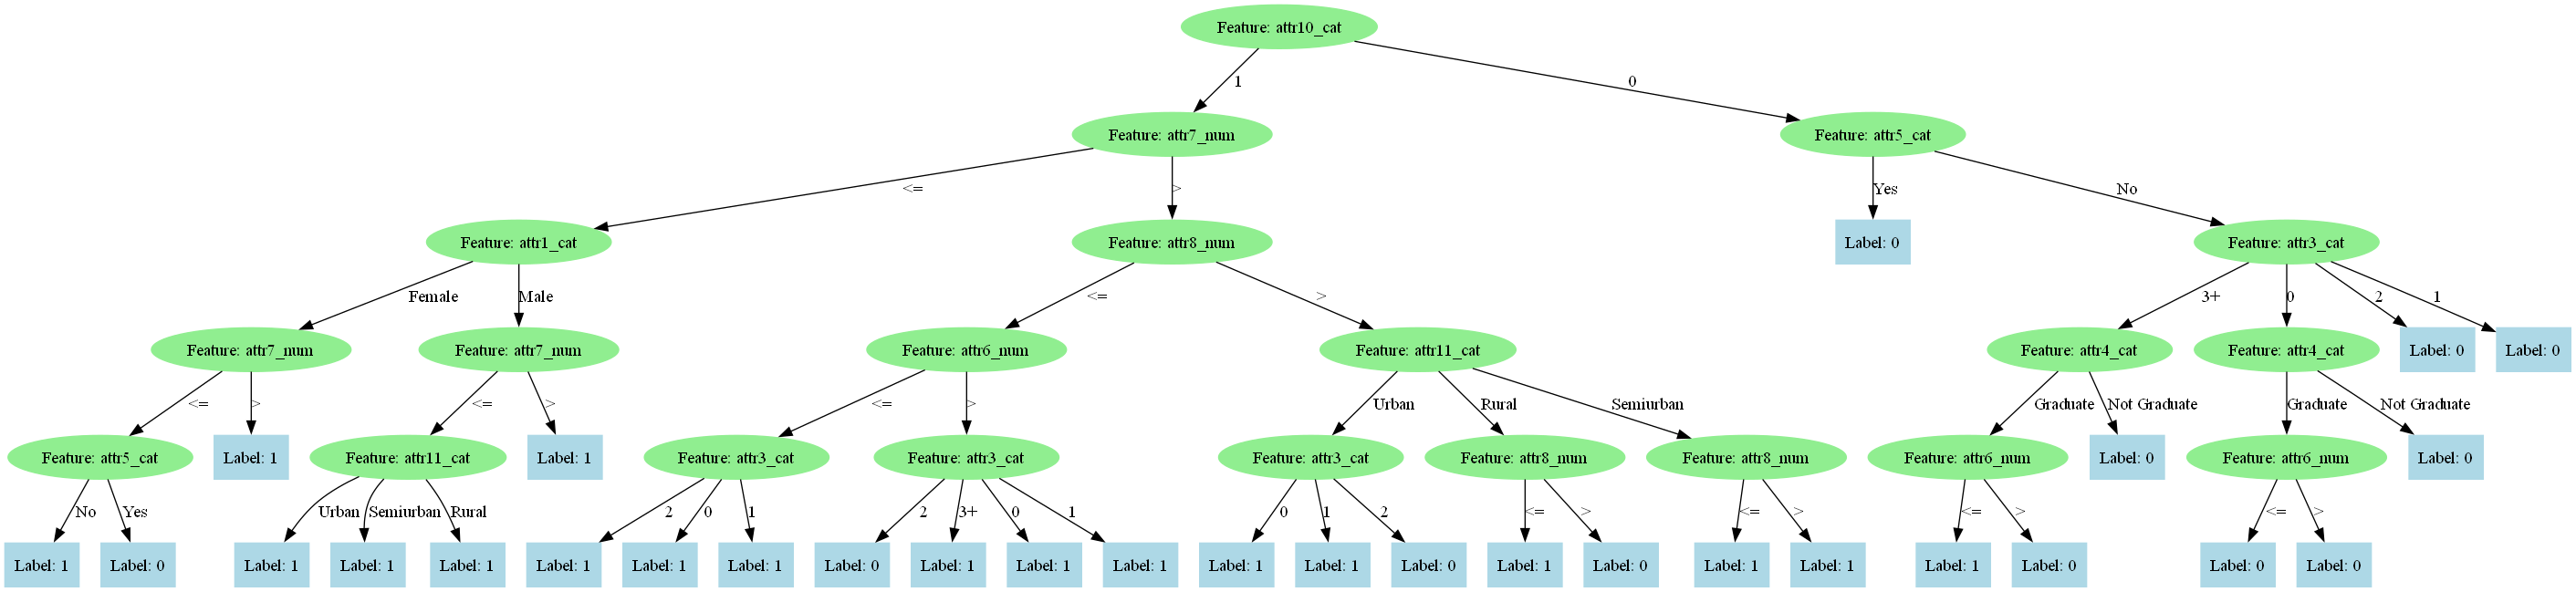 Feature: attr10_cat
1
0
Feature: attr7_num
Feature: attr5_cat
<=
>
Yes
No
Feature: attr1_cat
Feature: attr8_num
Label: 0
Feature: attr3_cat
Female
Male
<=
>
3+
0
2
1
Feature: attr7_num
Feature: attr7_num
Feature: attr6_num
Feature: attr11_cat
Feature: attr4_cat
Feature: attr4_cat
Label: 0
Label: 0
<=
>
<=
>
<=
>
Urban
Rural
Semiurban
Graduate
Not Graduate
Graduate
Not Graduate
Feature: attr5_cat
Label: 1
Feature: attr11_cat
Label: 1
Feature: attr3_cat
Feature: attr3_cat
Feature: attr3_cat
Feature: attr8_num
Feature: attr8_num
Feature: attr6_num
Label: 0
Feature: attr6_num
Label: 0
No
Yes
Urban
Semiurban
Rural
2
0
1
2
3+
0
1
0
1
2
<=
>
<=
>
<=
>
<=
>
Label: 1
Label: 0
Label: 1
Label: 1
Label: 1
Label: 1
Label: 1
Label: 1
Label: 0
Label: 1
Label: 1
Label: 1
Label: 1
Label: 1
Label: 0
Label: 1
Label: 0
Label: 1
Label: 1
Label: 1
Label: 0
Label: 0
Label: 0